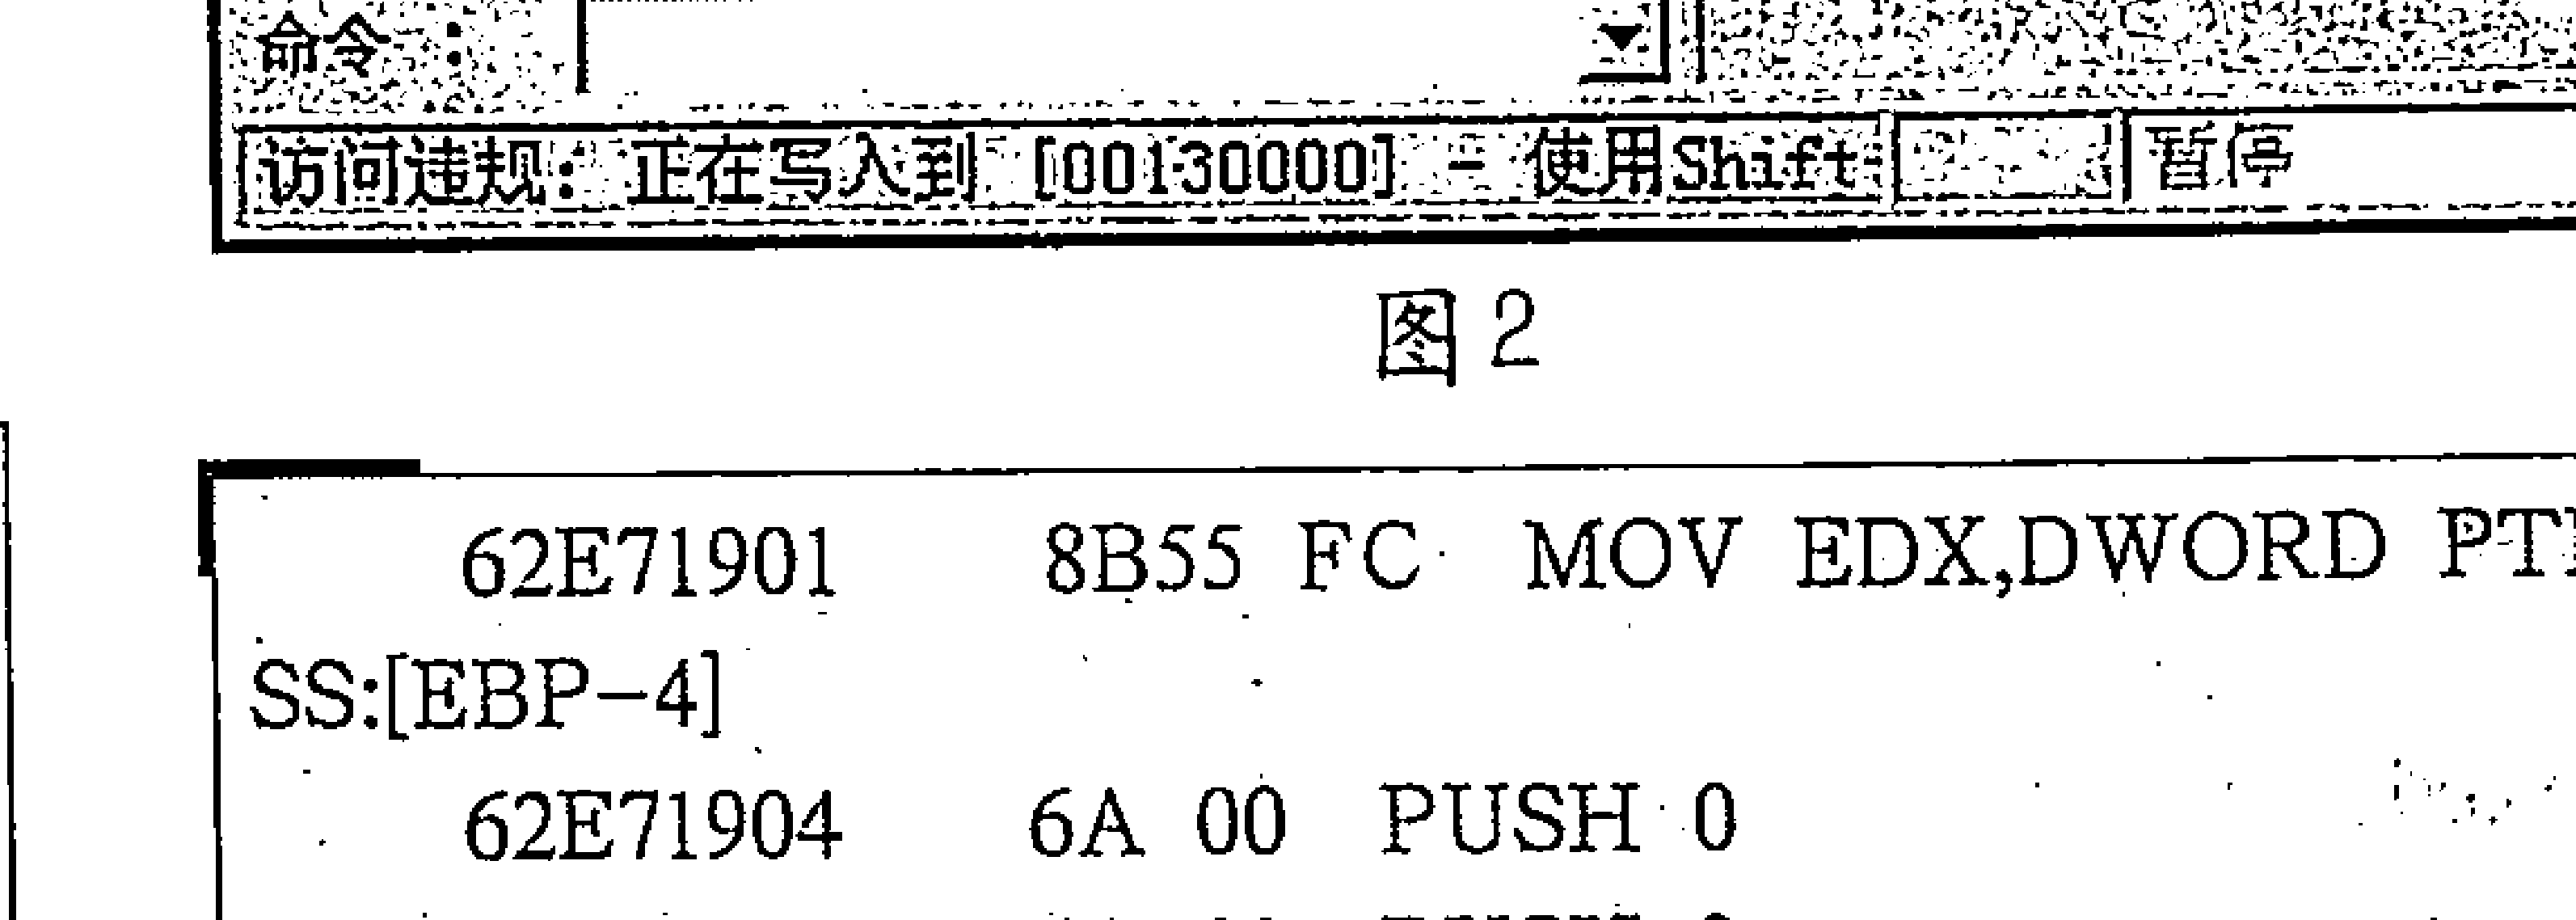 命令 :
访问违规: 正在写入到 [00130000] - 使用Shift 暂停
图 2
62E71901 8B55 FC MOV EDX,DWORD
SS:[EBP-4]
62E71904 6A 00 PUSH 0